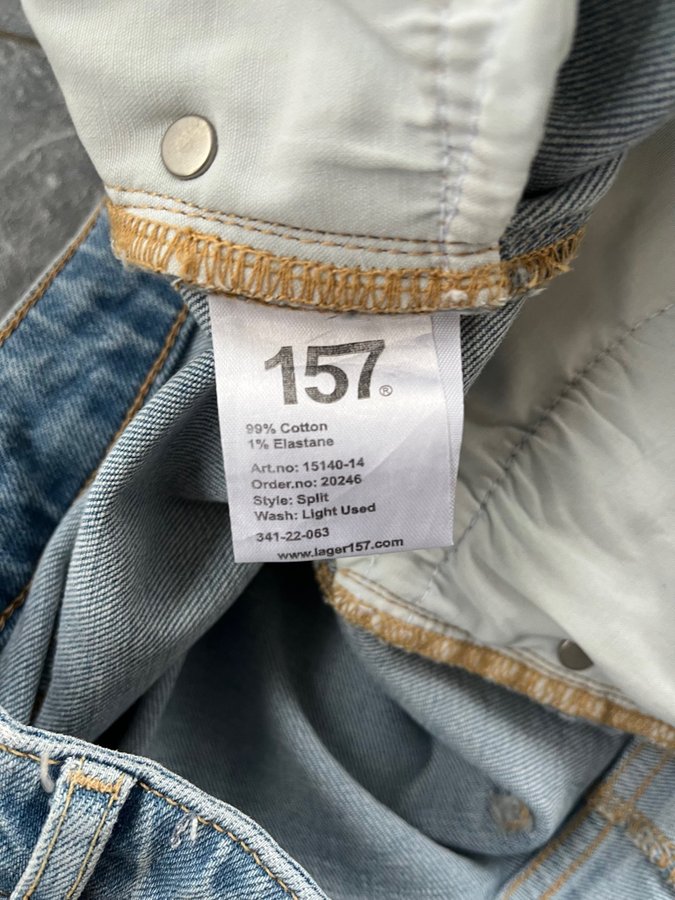 157®
99% Cotton
1% Elastane
Art.no: 15140-14
Order.no: 20246
Style: Split
Wash: Light Used
341-22-063
www.lager157.com